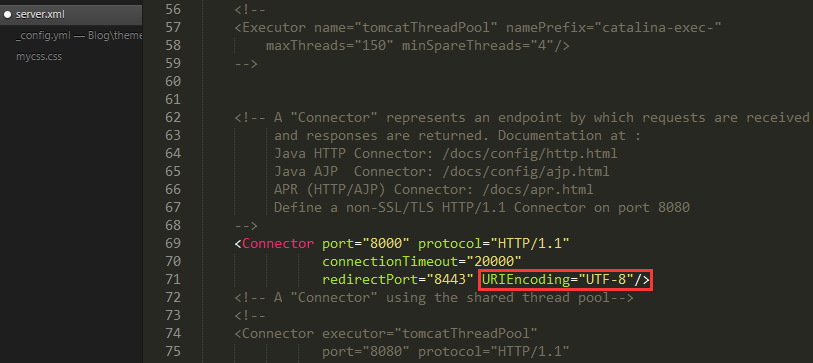 server.xml
_config.yml — Blog\theme
mycss.css
56 <!--
57 <Executor name="tomcatThreadPool" namePrefix="catalina-exec-"
58 maxThreads="150" minSpareThreads="4"/>
59 -->
60
61
62 <!-- A "Connector" represents an endpoint by which requests are received
63 and responses are returned. Documentation at :
64 Java HTTP Connector: /docs/config/http.html
65 Java AJP  Connector: /docs/config/ajp.html
66 APR (HTTP/AJP) Connector: /docs/apr.html
67 Define a non-SSL/TLS HTTP/1.1 Connector on port 8080
68 -->
69 <Connector port="8000" protocol="HTTP/1.1"
70 connectionTimeout="20000"
71 redirectPort="8443" URIEncoding="UTF-8"/>
72 <!-- A "Connector" using the shared thread pool-->
73 <!--
74 <Connector executor="tomcatThreadPool"
75 port="8080" protocol="HTTP/1.1"